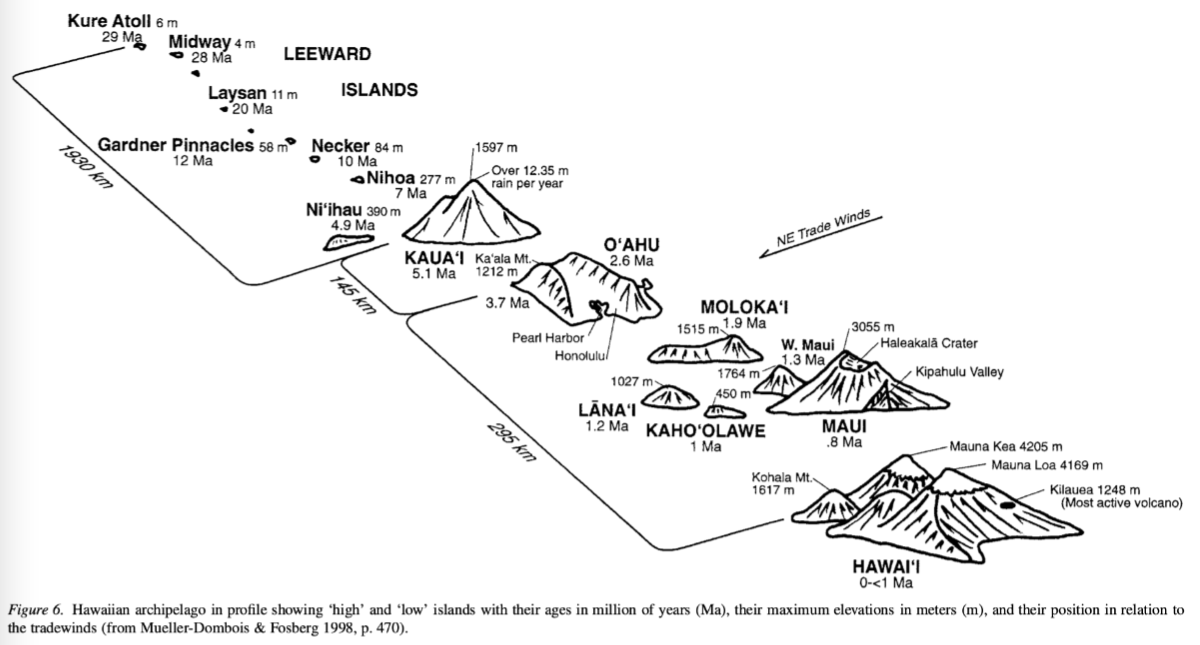 Kure Atoll 6 m
29 Ma
Midway 4 m
28 Ma
LEEWARD
ISLANDS
Laysan 11 m
20 Ma
Gardner Pinnacles 58 m
12 Ma
Necker 84 m
10 Ma
Nihoa 277 m
7 Ma
Ni'ihau 390 m
4.9 Ma
1930 km
1597 m
Over 12.35 m
rain per year
KAUA'I
5.1 Ma
145 km
NE Trade Winds
O'AHU
2.6 Ma
Ka'ala Mt.
1212 m
3.7 Ma
Pearl Harbor
Honolulu
MOLOKA'I
1.9 Ma
1515 m
W. Maui
1.3 Ma
1764 m
3055 m
Haleakalā Crater
Kipahulu Valley
1027 m
LĀNA'I
1.2 Ma
450 m
KAHO'OLAWE
1 Ma
MAUI
.8 Ma
295 km
Kohala Mt.
1617 m
Mauna Kea 4205 m
Mauna Loa 4169 m
Kilauea 1248 m
(Most active volcano)
HAWAI'I
0-<1 Ma
Figure 6. Hawaiian archipelago in profile showing 'high' and 'low' islands with their ages in million of years (Ma), their maximum elevations in meters (m), and their position in relation to
the tradewinds (from Mueller-Dombois & Fosberg 1998, p. 470).